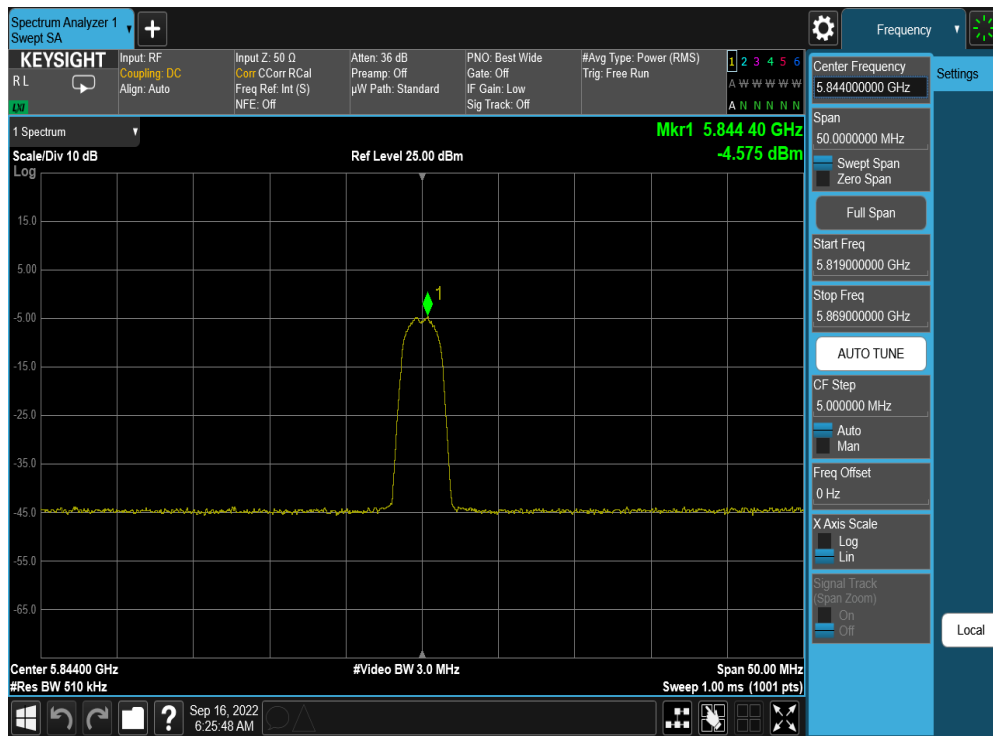 Spectrum Analyzer 1
Swept SA
Frequency
KEYSIGHT
R L
LXI
Input: RF
Coupling: DC
Align: Auto
Input Z: 50 Ω
Corr CCorr RCal
Freq Ref: Int (S)
NFE: Off
Atten: 36 dB
Preamp: Off
µW Path: Standard
PNO: Best Wide
Gate: Off
IF Gain: Low
Sig Track: Off
#Avg Type: Power (RMS)
Trig: Free Run
1 2 3 4 5 6
A W W W W W
A N N N N N
1 Spectrum
Scale/Div 10 dB
Log
Ref Level 25.00 dBm
Mkr1 5.844 40 GHz
-4.575 dBm
15.0
5.00
-5.00
-15.0
-25.0
-35.0
-45.0
-55.0
-65.0
1
Center 5.84400 GHz
#Res BW 510 kHz
#Video BW 3.0 MHz
Span 50.00 MHz
Sweep 1.00 ms (1001 pts)
Center Frequency
5.844000000 GHz
Span
50.0000000 MHz
Swept Span
Zero Span
Full Span
Start Freq
5.819000000 GHz
Stop Freq
5.869000000 GHz
AUTO TUNE
CF Step
5.000000 MHz
Auto
Man
Freq Offset
0 Hz
X Axis Scale
Log
Lin
Signal Track
(Span Zoom)
On
Off
Settings
Local
?
Sep 16, 2022
6:25:48 AM